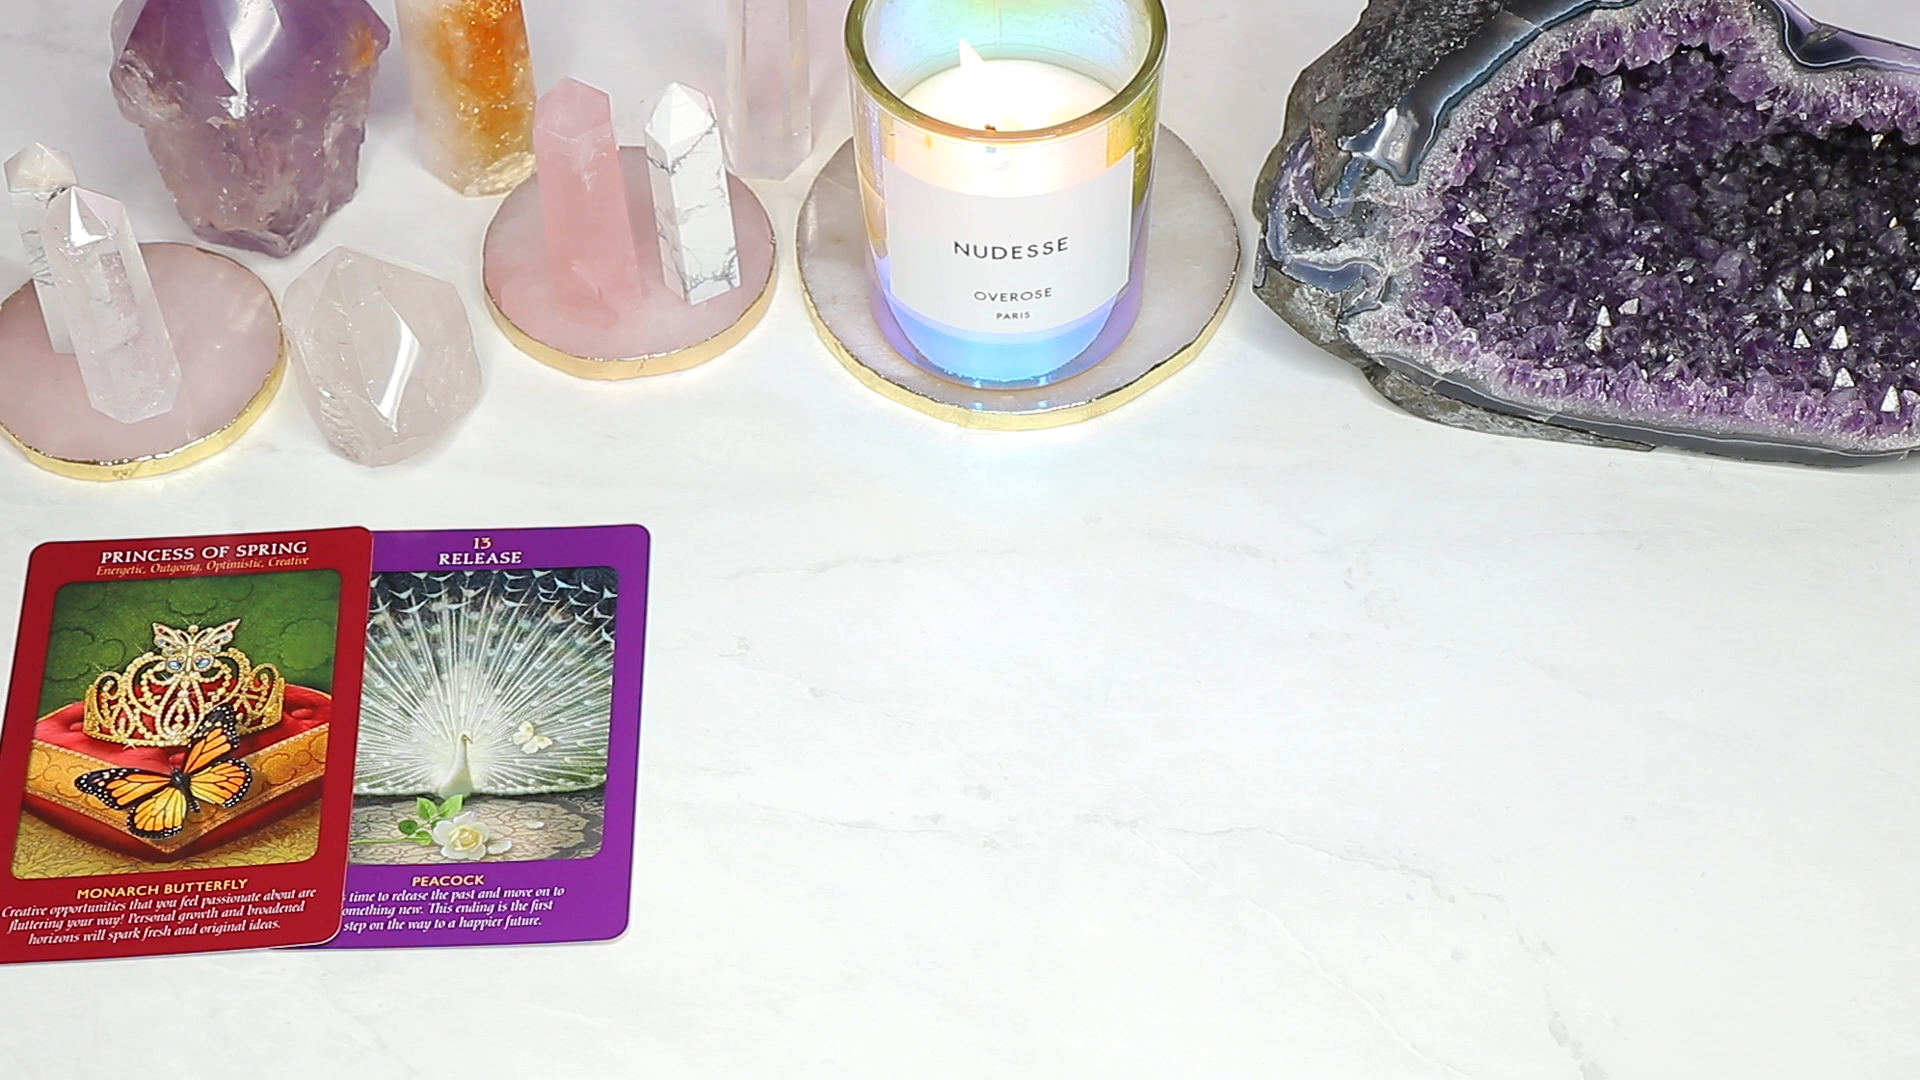 NUDESSE
OVEROSE
PARIS
PRINCESS OF SPRING
Energetic, Outgoing, Optimistic, Creative
MONARCH BUTTERFLY
Creative opportunities that you feel passionate about are
fluttering your way! Personal growth and broadened
horizons will spark fresh and original ideas.
13
RELEASE
PEACOCK
time to release the past and move on to
omething new. This ending is the first
step on the way to a happier future.